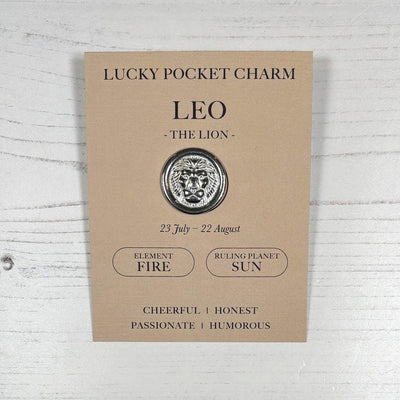 LUCKY POCKET CHARM
LEO
- THE LION -
23 July – 22 August
ELEMENT
FIRE
RULING PLANET
SUN
CHEERFUL | HONEST
PASSIONATE | HUMOROUS